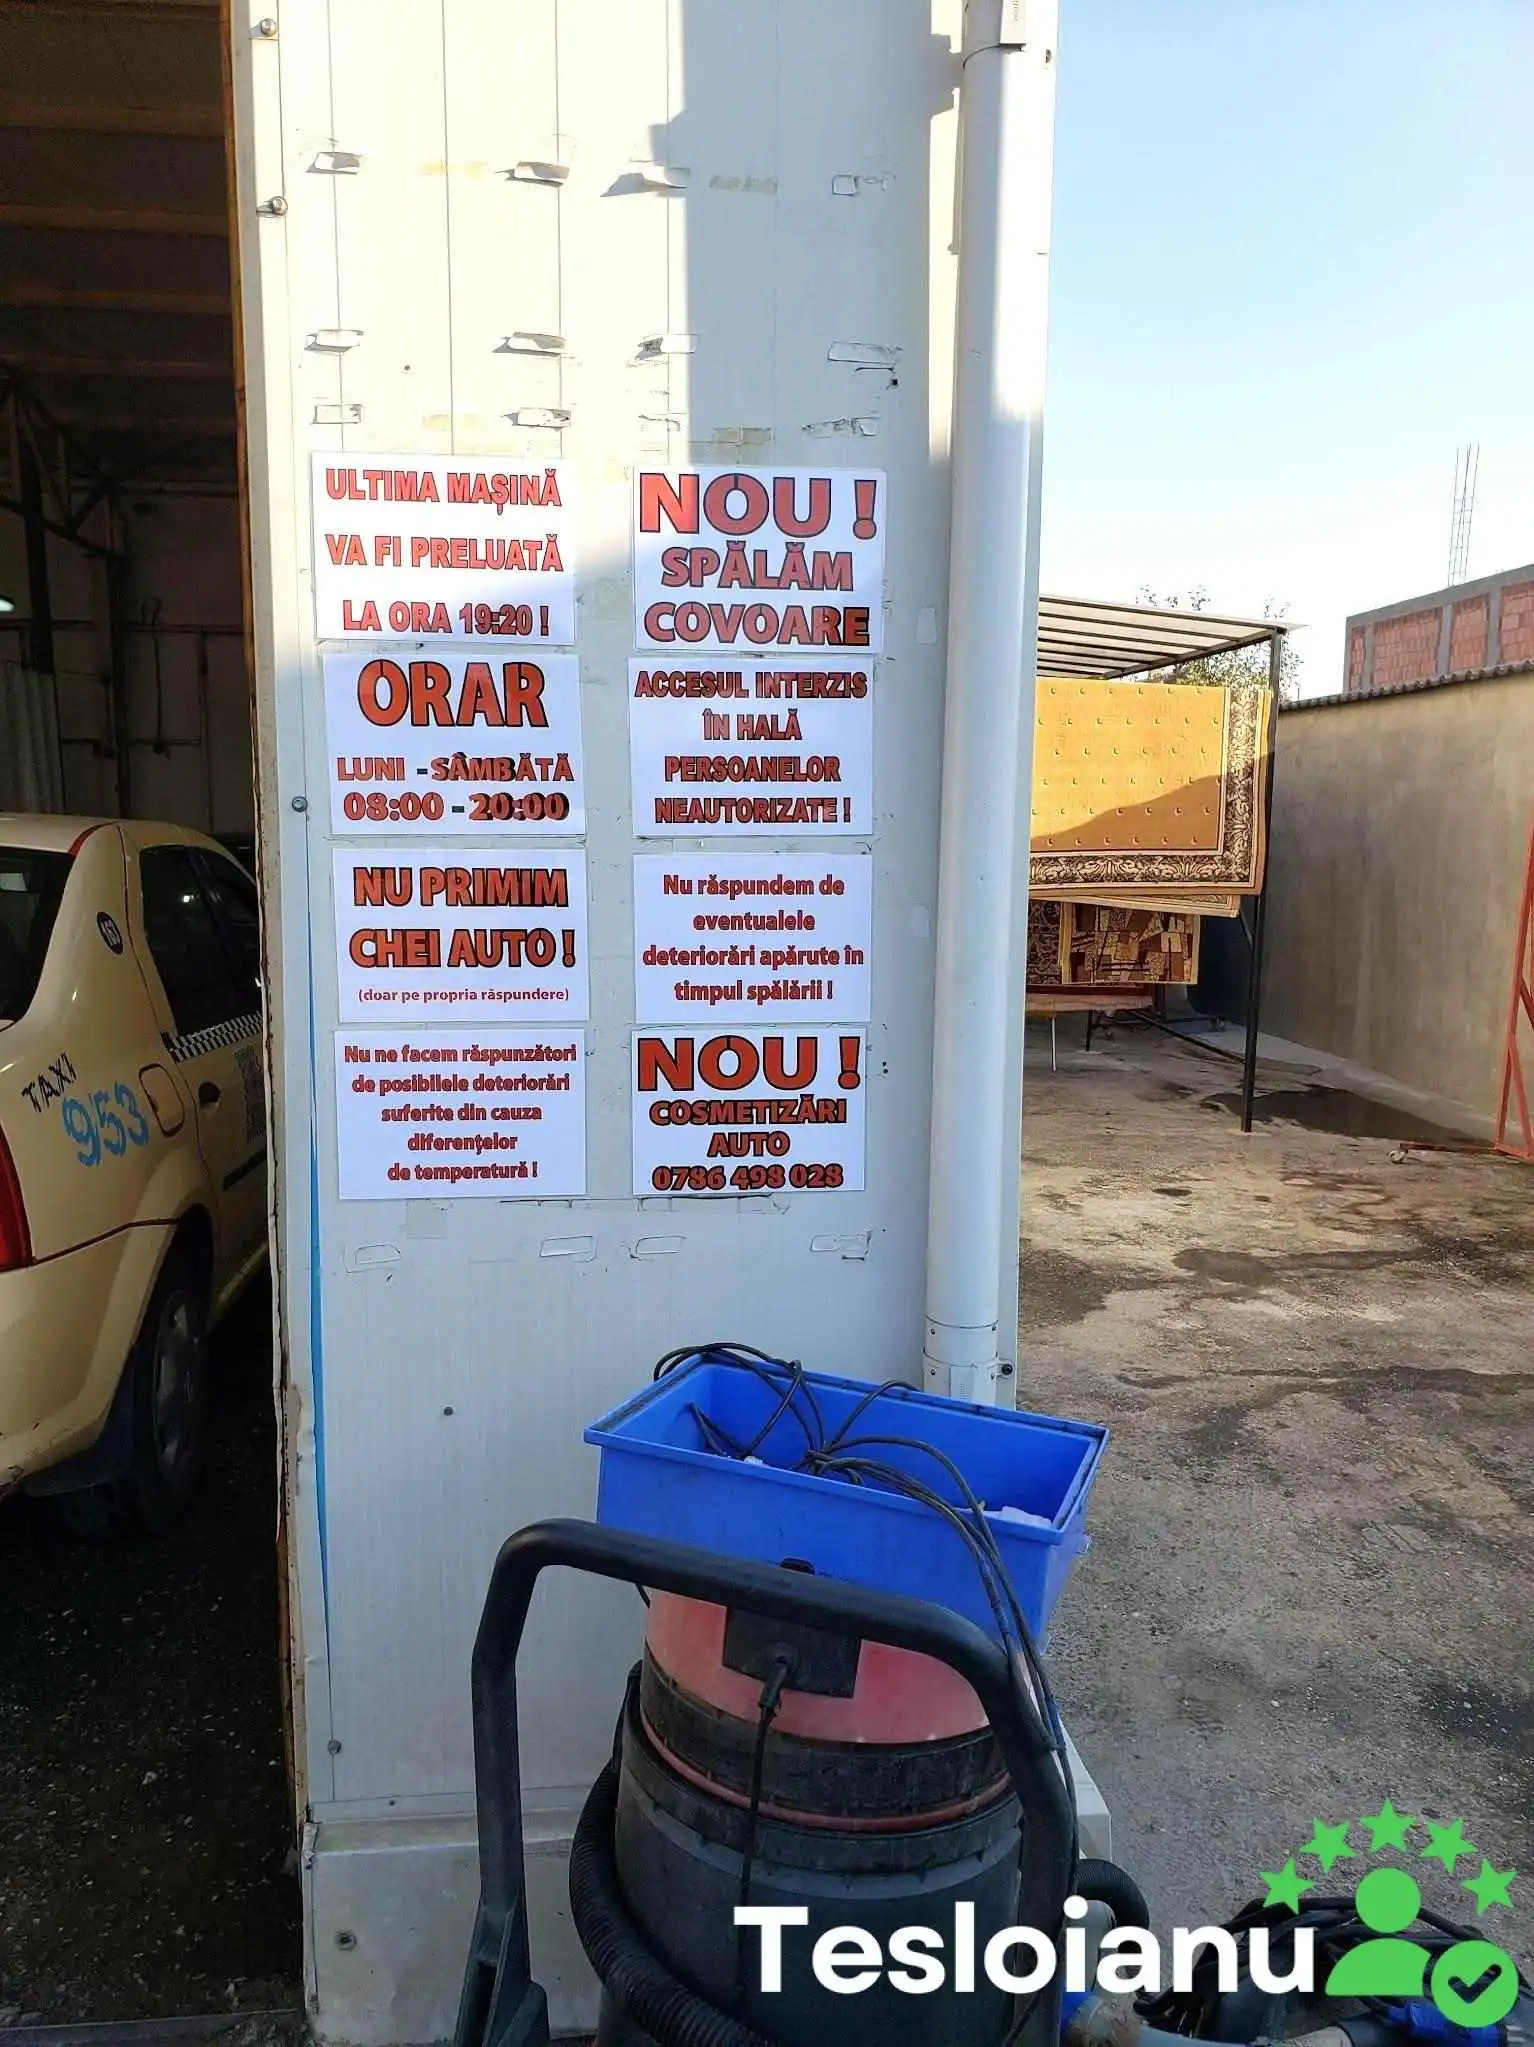 ULTIMA MAȘINĂ
VA FI PRELUATĂ
LA ORA 19:20 !
ORAR
LUNI - SÂMBĂTĂ
08:00 - 20:00
NU PRIMIM
CHEI AUTO !
(doar pe propria răspundere)
Nu ne facem răspunzători
de posibilele deteriorări
suferite din cauza
diferențelor
de temperatură !
NOU !
SPĂLĂM
COVOARE
ACCESUL INTERZIS
ÎN HALĂ
PERSOANELOR
NEAUTORIZATE !
Nu răspundem de
eventualele
deteriorări apărute în
timpul spălării !
NOU !
COSMETIZĂRI
AUTO
0786 498 028
TAXI
953
Tesloianu